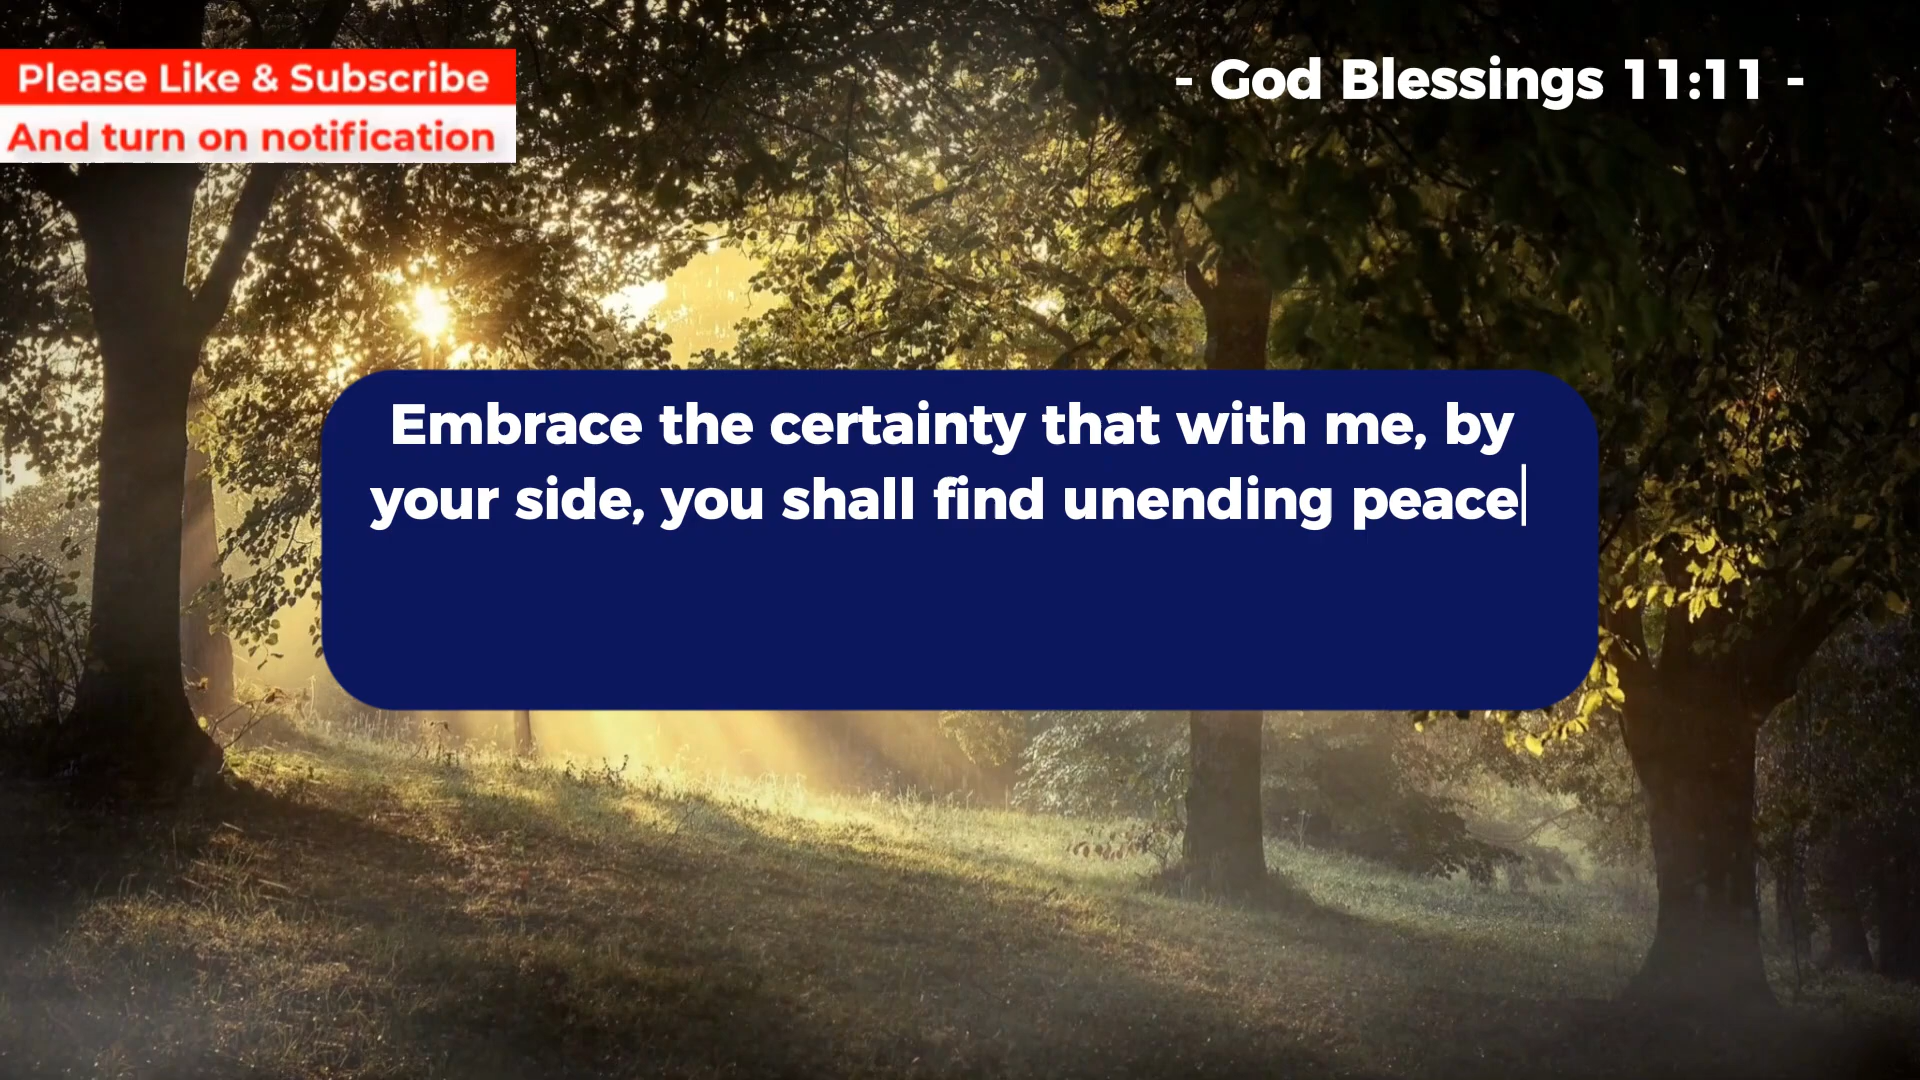 Please Like & Subscribe
And turn on notification
- God Blessings 11:11 -
Embrace the certainty that with me, by
your side, you shall find unending peace